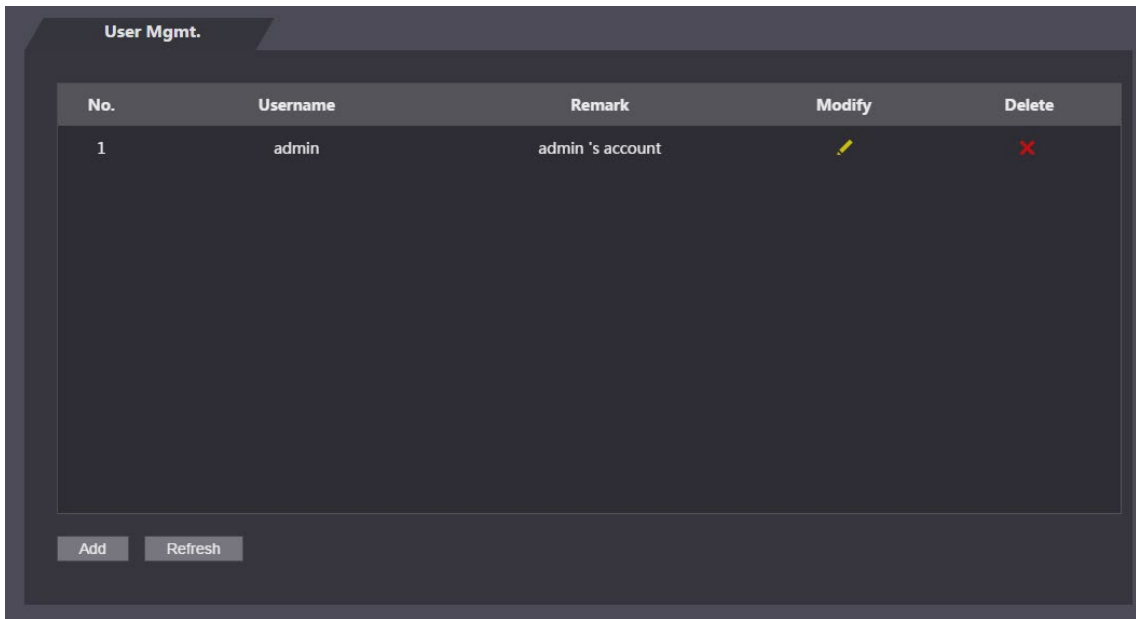 User Mgmt.
No. Username Remark Modify Delete
1 admin admin 's account
Add Refresh